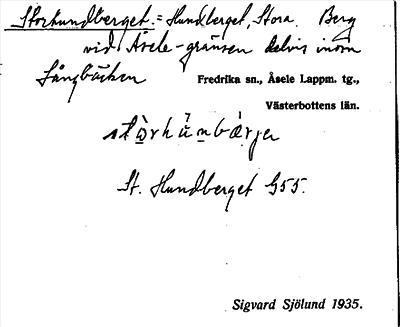 Storhundberget. = Hundberget, Stora. Berg
vid Åsele-gränsen delvis inom
Långbäcken
Fredrika sn., Åsele Lappm. tg.,
Västerbottens län.
St. Hundberget G55.
Sigvard Sjölund 1935.